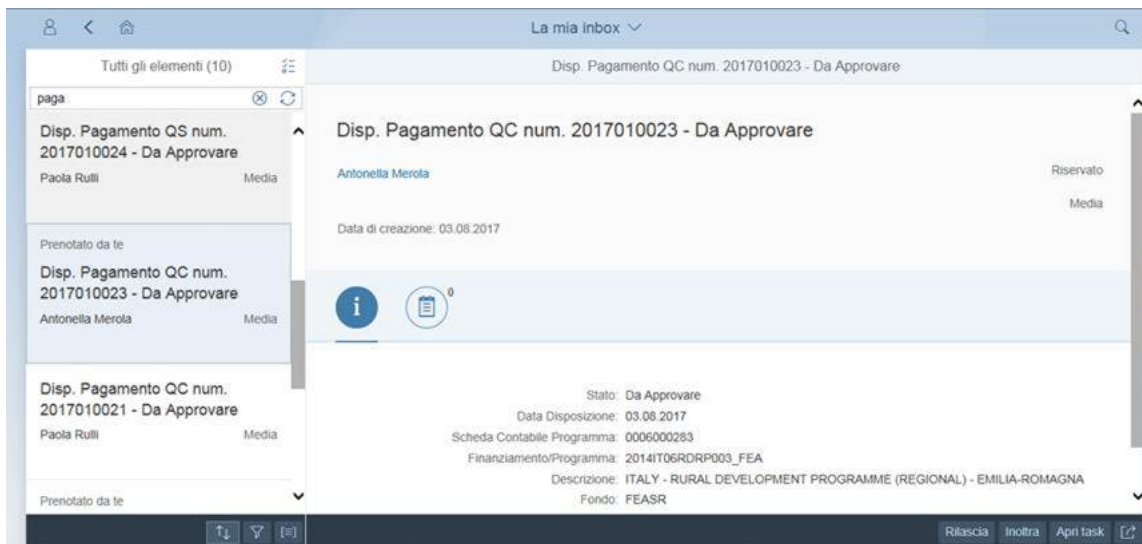 La mia inbox
Tutti gli elementi (10)
Disp. Pagamento QC num. 2017010023 - Da Approvare
paga
Disp. Pagamento QS num.
2017010024 - Da Approvare
Paola Rulli Media
Prenotato da te
Disp. Pagamento QC num.
2017010023 - Da Approvare
Antonella Merola Media
Disp. Pagamento QC num.
2017010021 - Da Approvare
Paola Rulli Media
Prenotato da te
Disp. Pagamento QC num. 2017010023 - Da Approvare
Antonella Merola Riservato
Media
Data di creazione: 03.08.2017
0
Stato: Da Approvare
Data Disposizione: 03.08.2017
Scheda Contabile Programma: 0006000283
Finanziamento/Programma: 2014IT06RDRP003_FEA
Descrizione: ITALY - RURAL DEVELOPMENT PROGRAMME (REGIONAL) - EMILIA-ROMAGNA
Fondo: FEASR
Rilascia Inoltra Apri task